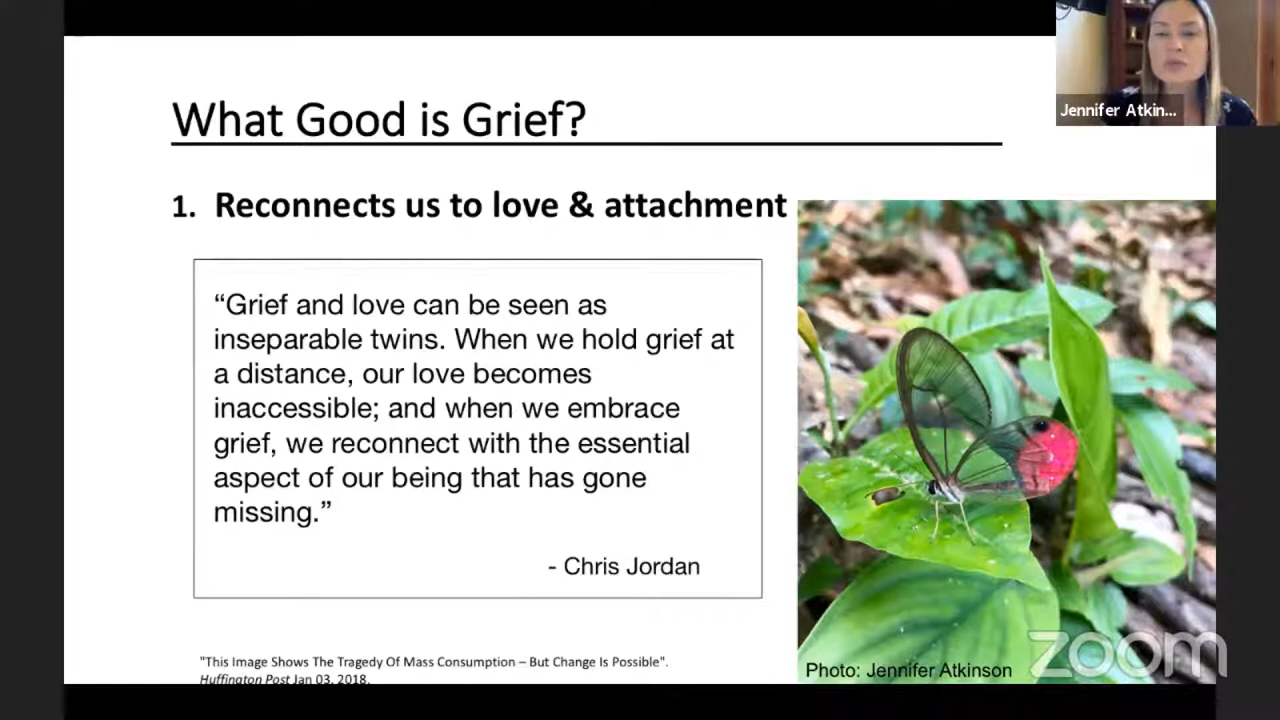 What Good is Grief?
Jennifer Atkin...
1. Reconnects us to love & attachment
“Grief and love can be seen as
inseparable twins. When we hold grief at
a distance, our love becomes
inaccessible; and when we embrace
grief, we reconnect with the essential
aspect of our being that has gone
missing.”
- Chris Jordan
"This Image Shows The Tragedy Of Mass Consumption – But Change Is Possible".
Huffington Post Jan 03, 2018.
Photo: Jennifer Atkinson
zoom